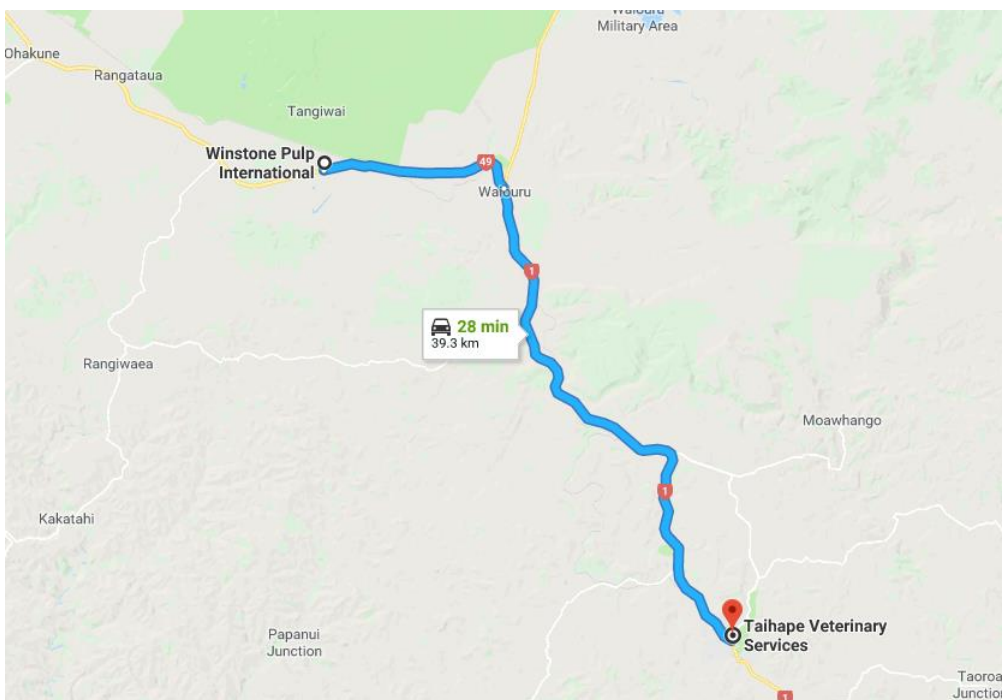 Waiouru
Military Area
Ohakune
Rangataua
Tangiwai
Winstone Pulp
International
49
Waiouru
1
28 min
39.3 km
Rangiwaea
Moawhango
1
Kakatahi
Taihape Veterinary
Services
Papanui
Junction
Taoroa
Junction
1